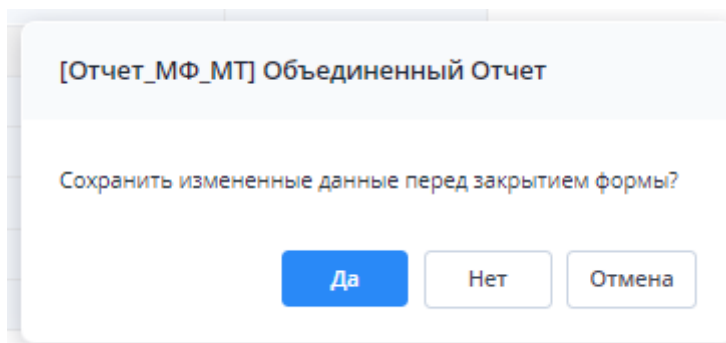 [Отчет_МФ_МТ] Объединенный Отчет
Сохранить измененные данные перед закрытием формы?
Да Нет Отмена